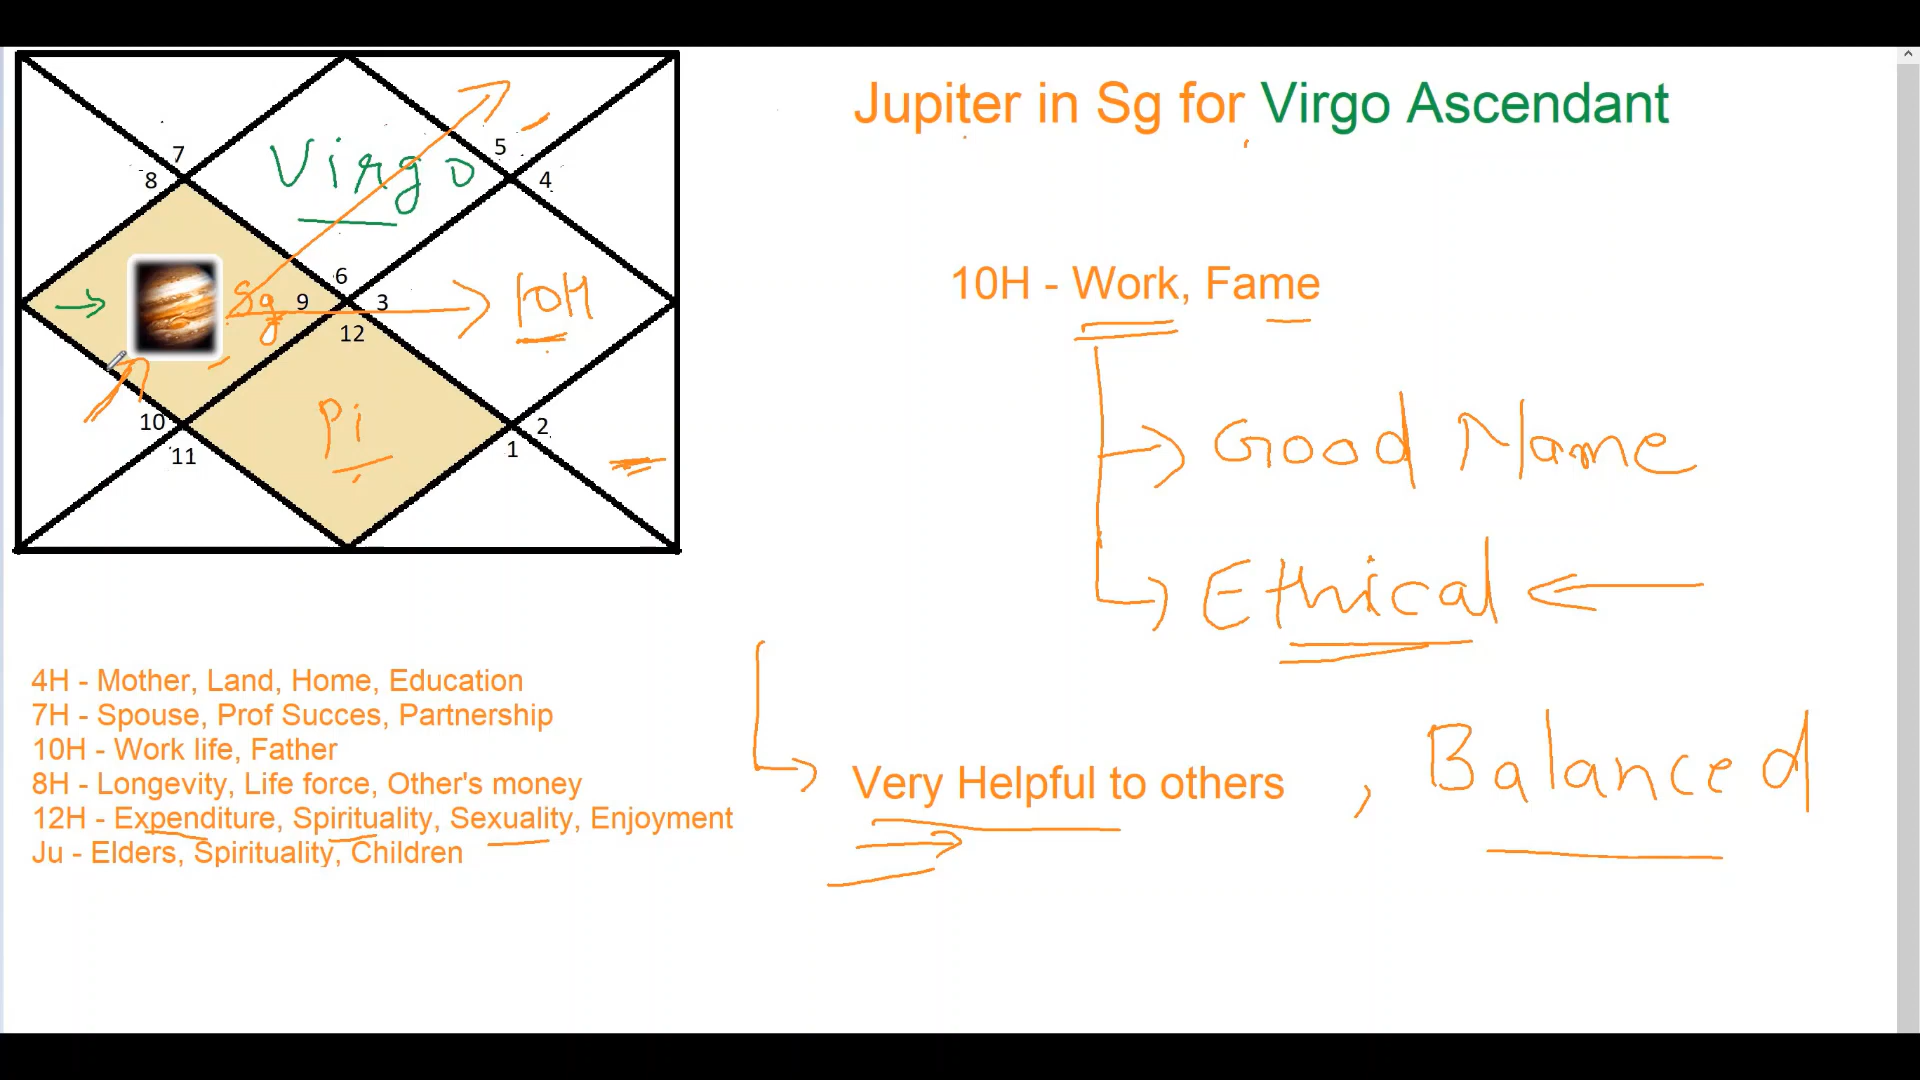 Jupiter in Sg for Virgo Ascendant
7
8
Virgo
5
4
6
Sg 9
3
10H
12
Pi
10
11
2
1
10H - Work, Fame
Good Name
Ethical
4H - Mother, Land, Home, Education
7H - Spouse, Prof Succes, Partnership
10H - Work life, Father
8H - Longevity, Life force, Other's money
12H - Expenditure, Spirituality, Sexuality, Enjoyment
Ju - Elders, Spirituality, Children
Very Helpful to others , Balanced